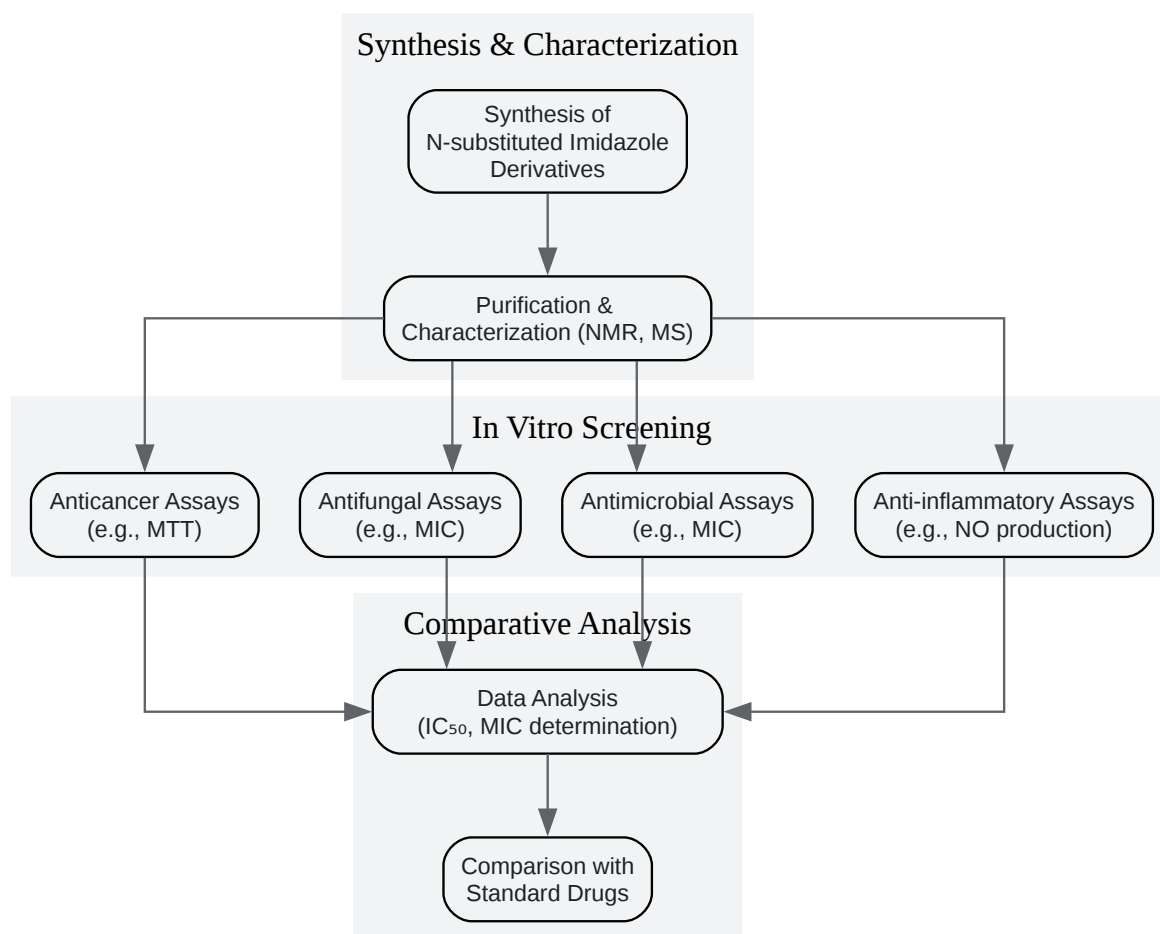 Synthesis & Characterization
Synthesis of
N-substituted Imidazole
Derivatives
Purification &
Characterization (NMR, MS)
In Vitro Screening
Anticancer Assays
(e.g., MTT)
Antifungal Assays
(e.g., MIC)
Antimicrobial Assays
(e.g., MIC)
Anti-inflammatory Assays
(e.g., NO production)
Comparative Analysis
Data Analysis
(IC₅₀, MIC determination)
Comparison with
Standard Drugs